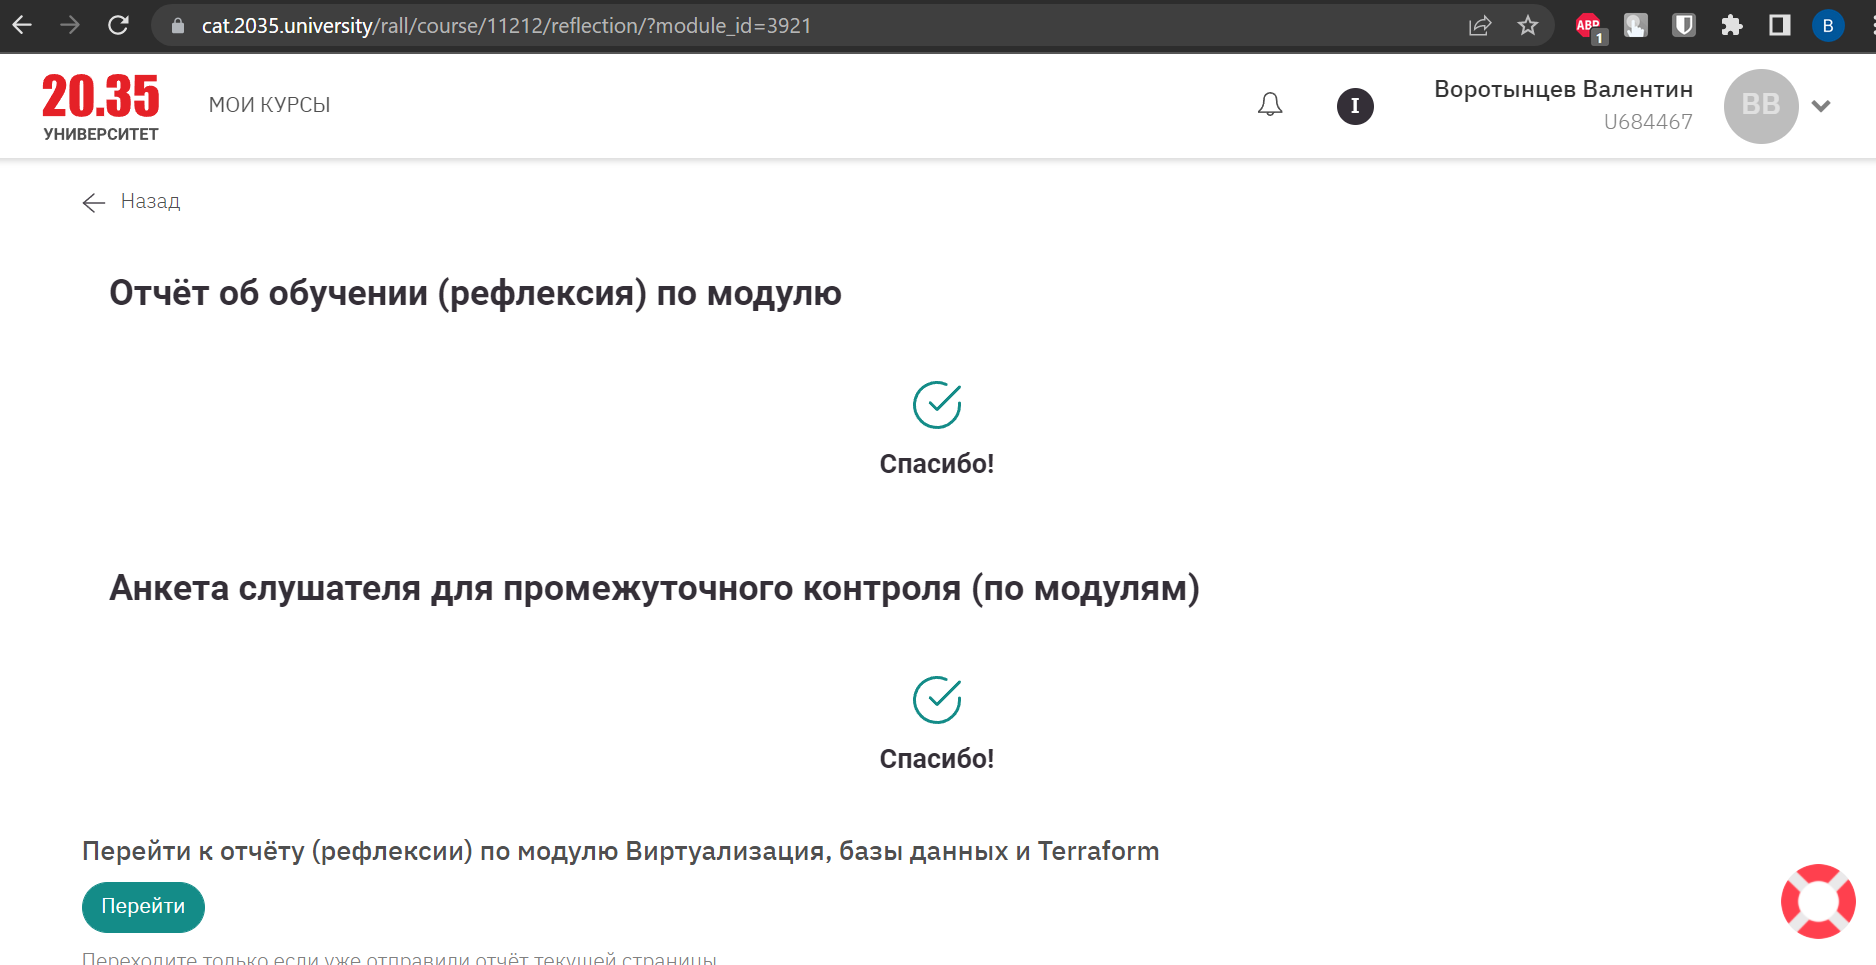 cat.2035.university/rall/course/11212/reflection/?module_id=3921
ABP
1
B
20.35
УНИВЕРСИТЕТ
МОИ КУРСЫ
I
Воротынцев Валентин
U684467
ВВ
Назад
Отчёт об обучении (рефлексия) по модулю
Спасибо!
Анкета слушателя для промежуточного контроля (по модулям)
Спасибо!
Перейти к отчёту (рефлексии) по модулю Виртуализация, базы данных и Terraform
Перейти
Переходите только если уже отправили отчёт текущей страницы